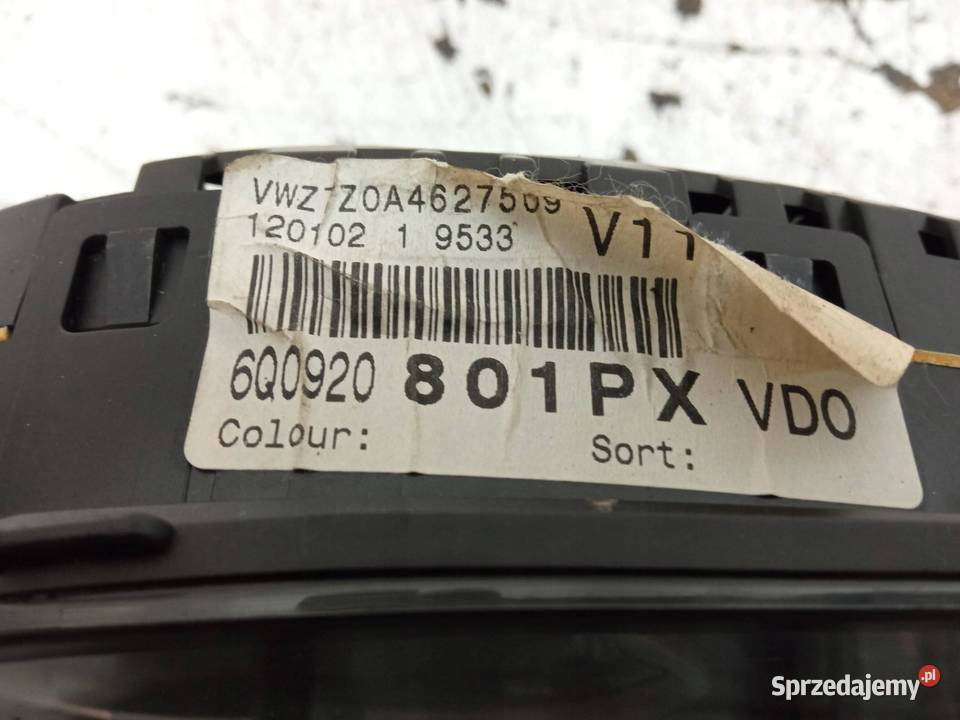 VWZ7Z0A4627509
120102 1 9533 V11
6Q0920 801PX VDO
Colour: Sort:
Sprzedajemy.pl